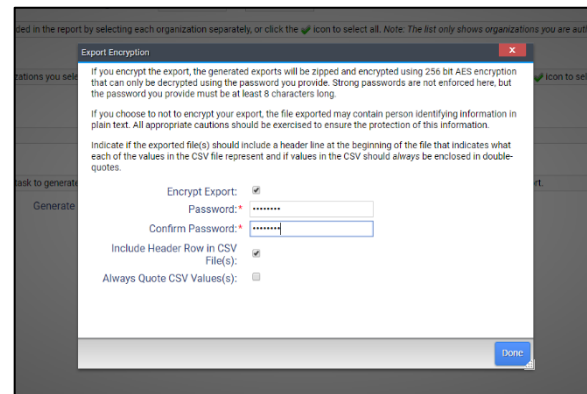 ded in the report by selecting each organization separately, or click the icon to select all. Note: The list only shows organizations you are aut
Export Encryption
x
If you encrypt the export, the generated exports will be zipped and encrypted using 256 bit AES encryption
that can only be decrypted using the password you provide. Strong passwords are not enforced here, but
the password you provide must be at least 8 characters long.
zations you sele
icon to sel
If you choose to not to encrypt your export, the file exported may contain person identifying information in
plain text. All appropriate cautions should be exercised to ensure the protection of this information.
Indicate if the exported file(s) should include a header line at the beginning of the file that indicates what
each of the values in the CSV file represent and if values in the CSV should always be enclosed in double-
quotes.
task to generate
rt.
Encrypt Export:
Generate
Password:* ••••••••
Confirm Password:* ••••••••
Include Header Row in CSV
File(s):
Always Quote CSV Values(s):
Done